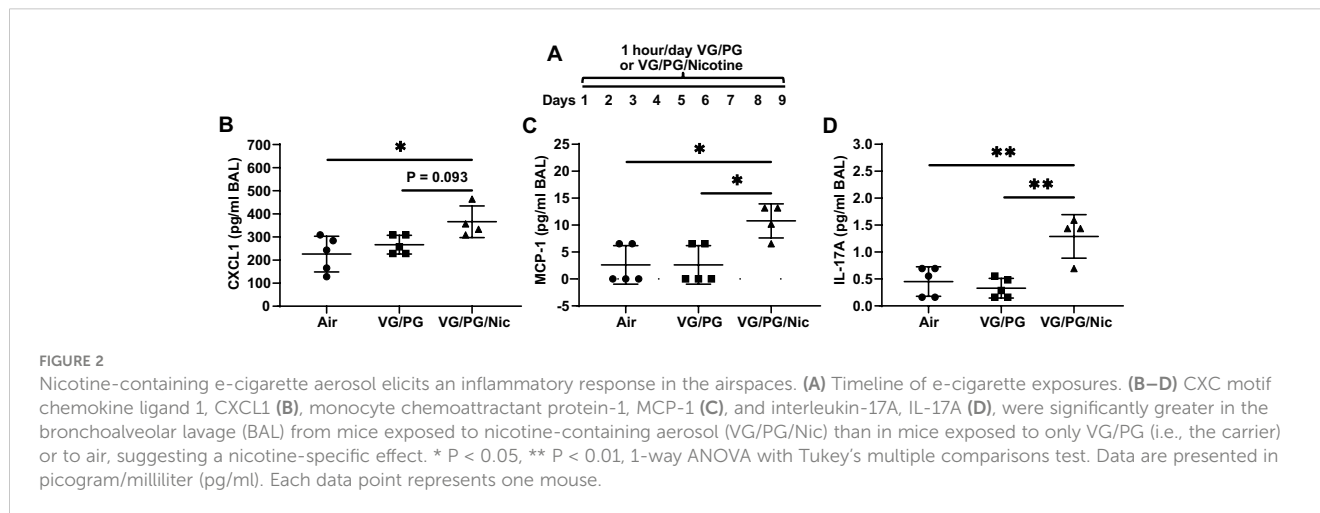 A
1 hour/day VG/PG
or VG/PG/Nicotine
Days 1 2 3 4 5 6 7 8 9
B
CXCL1 (pg/ml BAL)
700
600
500
400
300
200
100
0
*
P = 0.093
Air VG/PG VG/PG/Nic
C
MCP-1 (pg/ml BAL)
25
20
15
10
5
0
-5
*
*
Air VG/PG VG/PG/Nic
D
IL-17A (pg/ml BAL)
3.0
2.5
2.0
1.5
1.0
0.5
0.0
**
**
Air VG/PG VG/PG/Nic
FIGURE 2
Nicotine-containing e-cigarette aerosol elicits an inflammatory response in the airspaces. (A) Timeline of e-cigarette exposures. (B–D) CXC motif
chemokine ligand 1, CXCL1 (B), monocyte chemoattractant protein-1, MCP-1 (C), and interleukin-17A, IL-17A (D), were significantly greater in the
bronchoalveolar lavage (BAL) from mice exposed to nicotine-containing aerosol (VG/PG/Nic) than in mice exposed to only VG/PG (i.e., the carrier)
or to air, suggesting a nicotine-specific effect. * P < 0.05, ** P < 0.01, 1-way ANOVA with Tukey’s multiple comparisons test. Data are presented in
picogram/milliliter (pg/ml). Each data point represents one mouse.